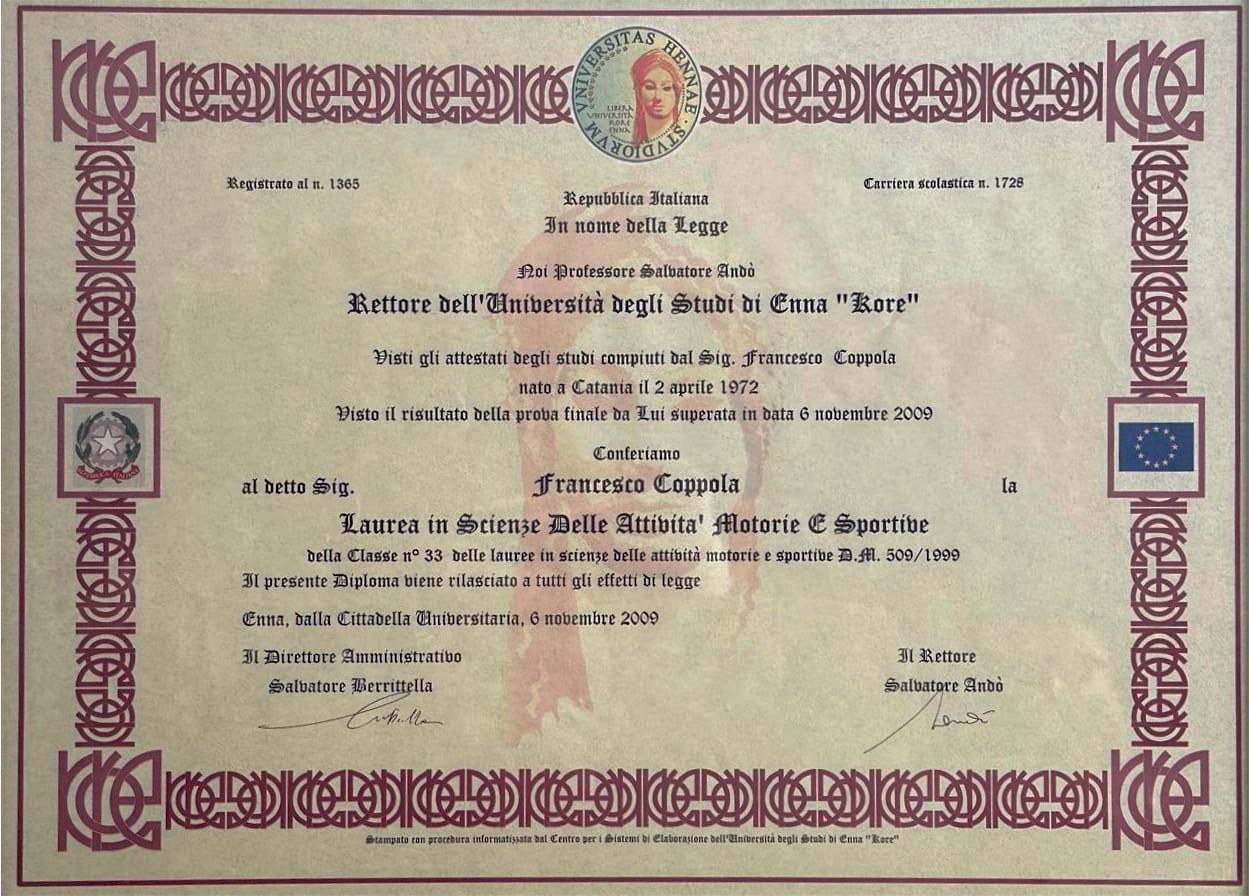 VNIVERSITAS HENNAE · STVDIORVM
LIBERA
UNIVERSITÀ
KORE
ENNA
Registrato al n. 1365
Carriera scolastica n. 1728
Repubblica Italiana
In nome della Legge
Noi Professore Salvatore Andò
Rettore dell'Università degli Studi di Enna "Kore"
Visti gli attestati degli studi compiuti dal Sig. Francesco Coppola
nato a Catania il 2 aprile 1972
Visto il risultato della prova finale da Lui superata in data 6 novembre 2009
Conferiamo
al detto Sig. Francesco Coppola la
Laurea in Scienze Delle Attivita' Motorie E Sportive
della Classe n° 33 delle lauree in scienze delle attività motorie e sportive D.M. 509/1999
Il presente Diploma viene rilasciato a tutti gli effetti di legge
Enna, dalla Cittadella Universitaria, 6 novembre 2009
Il Direttore Amministrativo
Il Rettore
Salvatore Berrittella
Salvatore Andò
REPVBBLICA ITALIANA
Stampato con procedura informatizzata dal Centro per i Sistemi di Elaborazione dell'Università degli Studi di Enna "Kore"